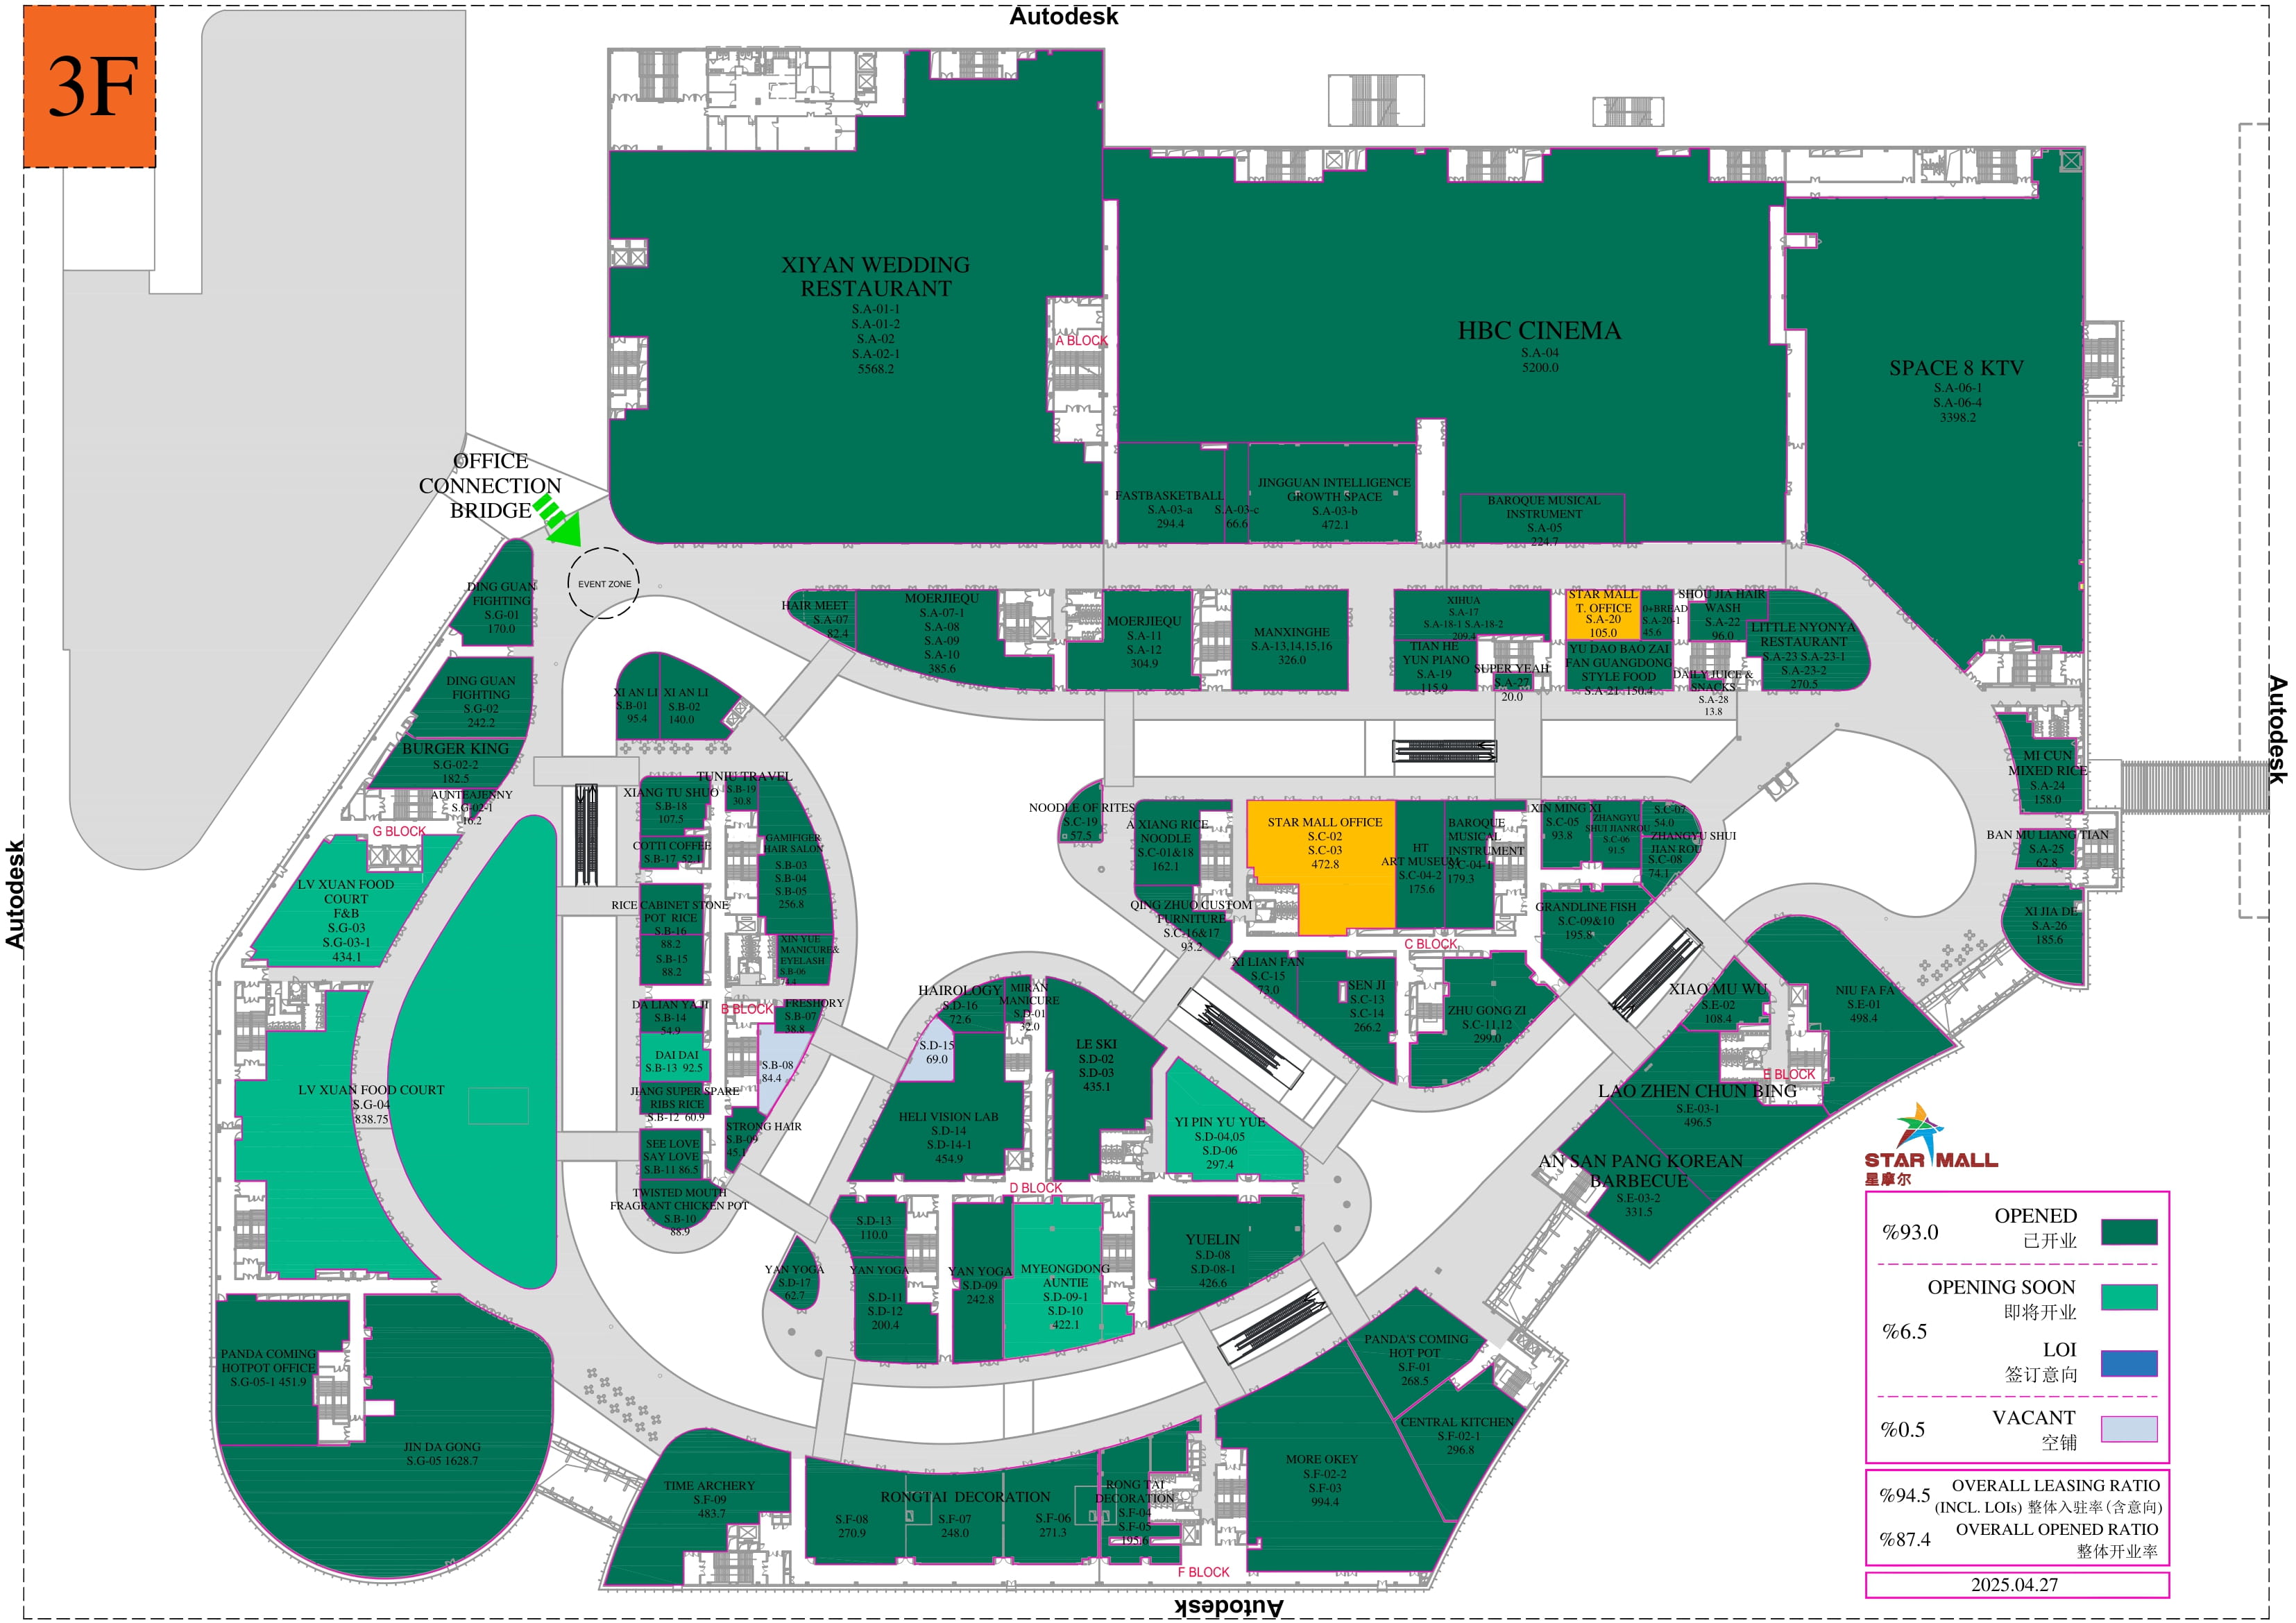 Autodesk
3F
XIYAN WEDDING
RESTAURANT
S.A-01-1
S.A-01-2
S.A-02
S.A-02-1
5568.2
A BLOCK
HBC CINEMA
S.A-04
5200.0
SPACE 8 KTV
S.A-06-1
S.A-06-4
3398.2
OFFICE
CONNECTION
BRIDGE
EVENT ZONE
FASTBASKETBALL
S.A-03-a
294.4
S.A-03-c
66.6
JINGGUAN INTELLIGENCE
GROWTH SPACE
S.A-03-b
472.1
BAROQUE MUSICAL
INSTRUMENT
S.A-05
224.7
DING GUAN
FIGHTING
S.G-01
170.0
DING GUAN
FIGHTING
S.G-02
242.2
BURGER KING
S.G-02-2
182.5
AUNTEAJENNY
S.G-02-1
16.2
G BLOCK
HAIR MEET
S.A-07
82.4
MOERJIEQU
S.A-07-1
S.A-08
S.A-09
S.A-10
385.6
MOERJIEQU
S.A-11
S.A-12
304.9
MANXINGHE
S.A-13,14,15,16
326.0
XIHUA
S.A-17
S.A-18-1 S.A-18-2
209.4
TIAN HE
YUN PIANO
S.A-19
115.9
SUPER YEAH
S.A-27
20.0
STAR MALL
T. OFFICE
S.A-20
105.0
0+BREAD
S.A-20-1
45.6
YU DAO BAO ZAI
FAN GUANGDONG
STYLE FOOD
S.A-21 150.4
SHOU JIA HAIR
WASH
S.A-22
96.0
LITTLE NYONYA
RESTAURANT
S.A-23 S.A-23-1
S.A-23-2
270.5
DAILY JUICE &
SNACKS
S.A-28
13.8
MI CUN
MIXED RICE
S.A-24
158.0
BAN MU LIANG TIAN
S.A-25
62.8
XI JIA DE
S.A-26
185.6
Autodesk
XI AN LI
S.B-01
95.4
XI AN LI
S.B-02
140.0
TUNIU TRAVEL
S.B-19
30.8
XIANG TU SHUO
S.B-18
107.5
COTTI COFFEE
S.B-17 52.1
GAMIFIGER
HAIR SALON
S.B-03
S.B-04
S.B-05
256.8
RICE CABINET STONE
POT RICE
S.B-16
88.2
S.B-15
88.2
XIN YUE
MANICURE&
EYELASH
S.B-06
74.4
DA LIAN YA JI
S.B-14
54.9
B BLOCK
FRESHORY
S.B-07
38.8
DAI DAI
S.B-13 92.5
S.B-08
84.4
JIANG SUPER SPARE
RIBS RICE
S.B-12 60.9
STRONG HAIR
S.B-09
45.1
SEE LOVE
SAY LOVE
S.B-11 86.5
TWISTED MOUTH
FRAGRANT CHICKEN POT
S.B-10
88.9
NOODLE OF RITES
S.C-19
57.5
A XIANG RICE
NOODLE
S.C-01&18
162.1
QING ZHUO CUSTOM
FURNITURE
S.C-16&17
93.2
STAR MALL OFFICE
S.C-02
S.C-03
472.8
HT
ART MUSEUM
S.C-04-2
175.6
BAROQUE
MUSICAL
INSTRUMENT
S.C-04-1
179.3
XIN MING XI
S.C-05
93.8
ZHANGYU
SHUI JIANROU
S.C-06
91.5
S.C-07
54.0
ZHANGYU SHUI
JIAN ROU
S.C-08
74.1
GRANDLINE FISH
S.C-09&10
195.8
C BLOCK
XI LIAN FAN
S.C-15
73.0
SEN JI
S.C-13
S.C-14
266.2
ZHU GONG ZI
S.C-11,12
299.0
Autodesk
LV XUAN FOOD
COURT
F&B
S.G-03
S.G-03-1
434.1
LV XUAN FOOD COURT
S.G-04
838.75
HAIROLOGY
S.D-16
72.6
MIRAN
MANICURE
S.D-01
32.0
S.D-15
69.0
LE SKI
S.D-02
S.D-03
435.1
HELI VISION LAB
S.D-14
S.D-14-1
454.9
YI PIN YU YUE
S.D-04,05
S.D-06
297.4
D BLOCK
S.D-13
110.0
YAN YOGA
S.D-17
62.7
YAN YOGA
S.D-11
S.D-12
200.4
YAN YOGA
S.D-09
242.8
MYEONGDONG
AUNTIE
S.D-09-1
S.D-10
422.1
YUELIN
S.D-08
S.D-08-1
426.6
XIAO MU WU
S.E-02
108.4
NIU FA FA
S.E-01
498.4
E BLOCK
LAO ZHEN CHUN BING
S.E-03-1
496.5
AN SAN PANG KOREAN
BARBECUE
S.E-03-2
331.5
PANDA COMING
HOTPOT OFFICE
S.G-05-1 451.9
JIN DA GONG
S.G-05 1628.7
TIME ARCHERY
S.F-09
483.7
RONGTAI DECORATION
S.F-08
270.9
S.F-07
248.0
S.F-06
271.3
RONG TAI
DECORATION
S.F-04
S.F-05
195.6
F BLOCK
MORE OKEY
S.F-02-2
S.F-03
994.4
PANDA'S COMING
HOT POT
S.F-01
268.5
CENTRAL KITCHEN
S.F-02-1
296.8
STAR MALL
星摩尔
%93.0
OPENED
已开业
OPENING SOON
即将开业
%6.5
LOI
签订意向
%0.5
VACANT
空铺
%94.5
OVERALL LEASING RATIO
(INCL. LOIs) 整体入驻率(含意向)
%87.4
OVERALL OPENED RATIO
整体开业率
2025.04.27
Autodesk